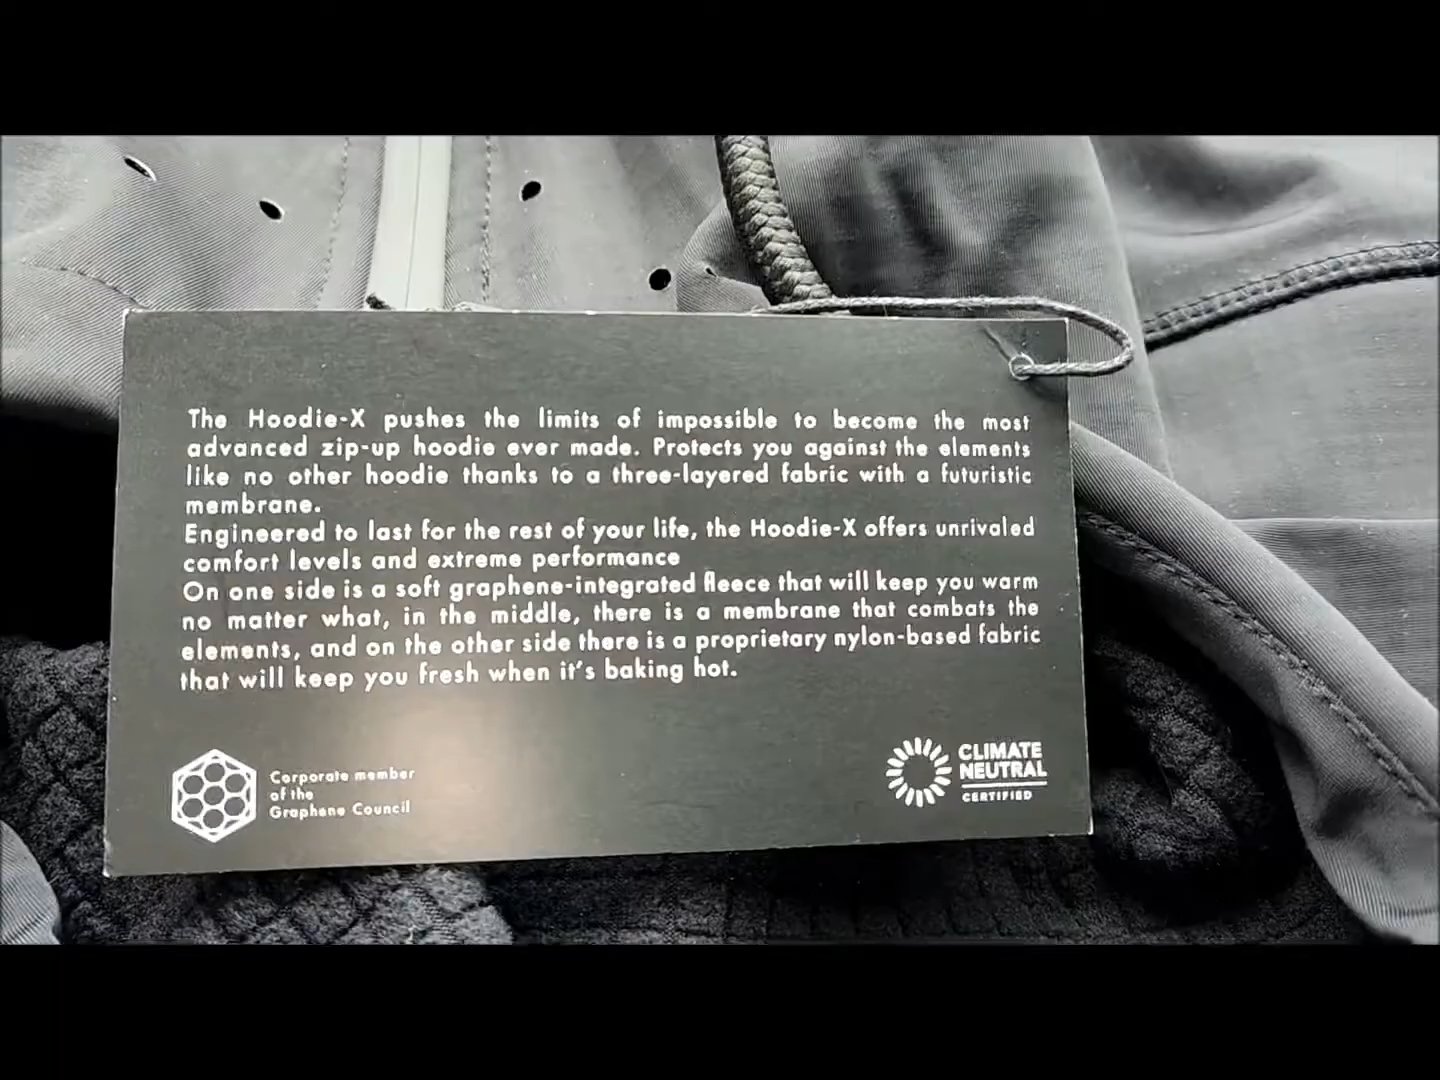 The Hoodie-X pushes the limits of impossible to become the most
advanced zip-up hoodie ever made. Protects you against the elements
like no other hoodie thanks to a three-layered fabric with a futuristic
membrane.
Engineered to last for the rest of your life, the Hoodie-X offers unrivaled
comfort levels and extreme performance
On one side is a soft graphene-integrated fleece that will keep you warm
no matter what, in the middle, there is a membrane that combats the
elements, and on the other side there is a proprietary nylon-based fabric
that will keep you fresh when it's baking hot.
Corporate member
of the
Graphene Council
CLIMATE
NEUTRAL
CERTIFIED